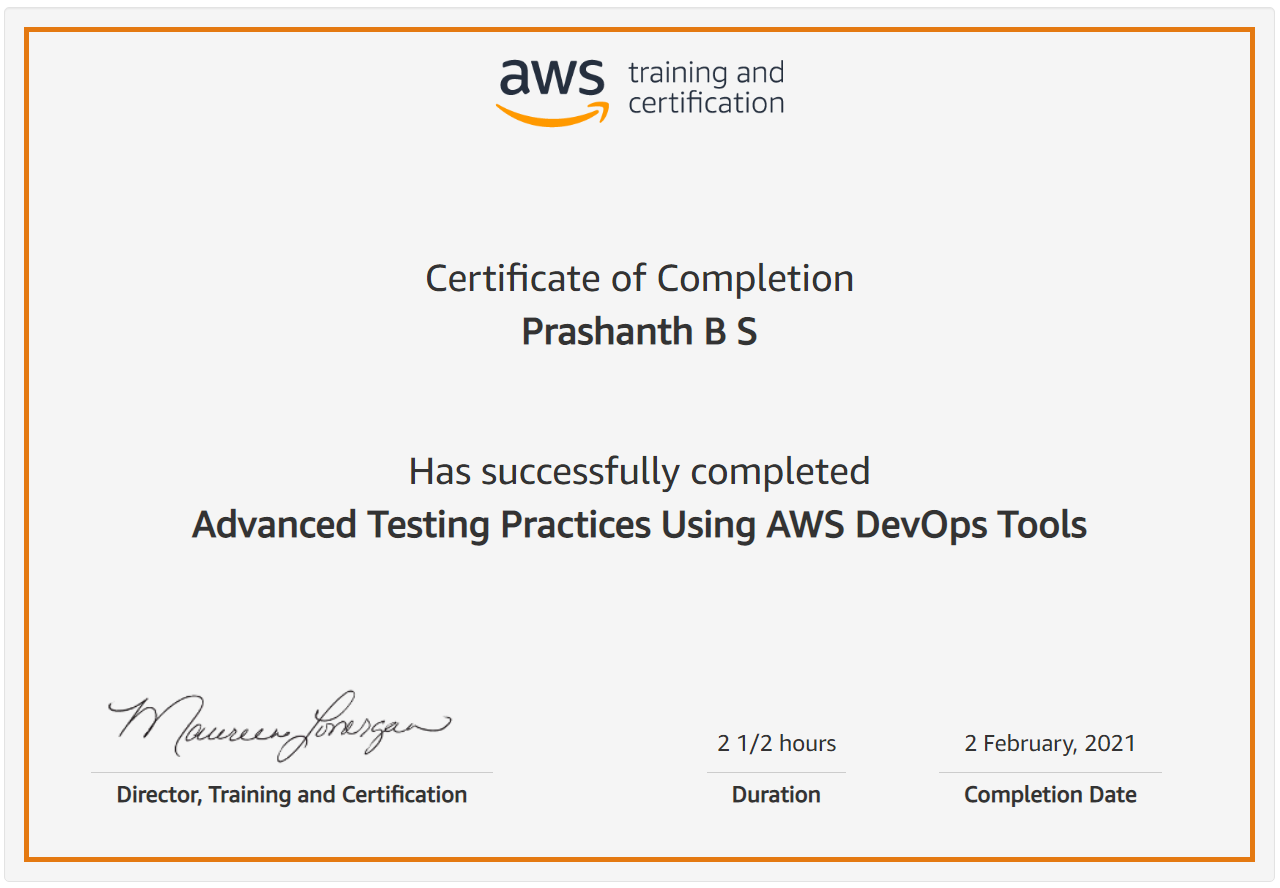 aws training and
certification
Certificate of Completion
Prashanth B S
Has successfully completed
Advanced Testing Practices Using AWS DevOps Tools
Maureen Lonergan
2 1/2 hours
2 February, 2021
Director, Training and Certification
Duration
Completion Date